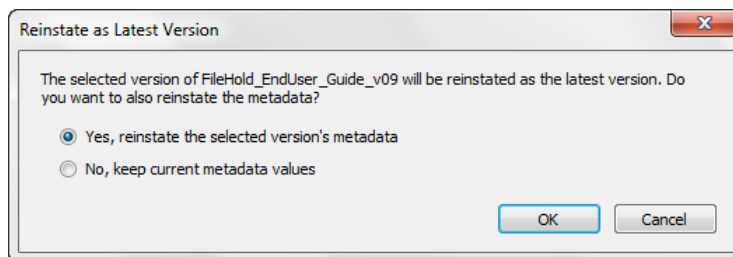 Reinstate as Latest Version
The selected version of FileHold_EndUser_Guide_v09 will be reinstated as the latest version. Do
you want to also reinstate the metadata?
Yes, reinstate the selected version's metadata
No, keep current metadata values
OK
Cancel